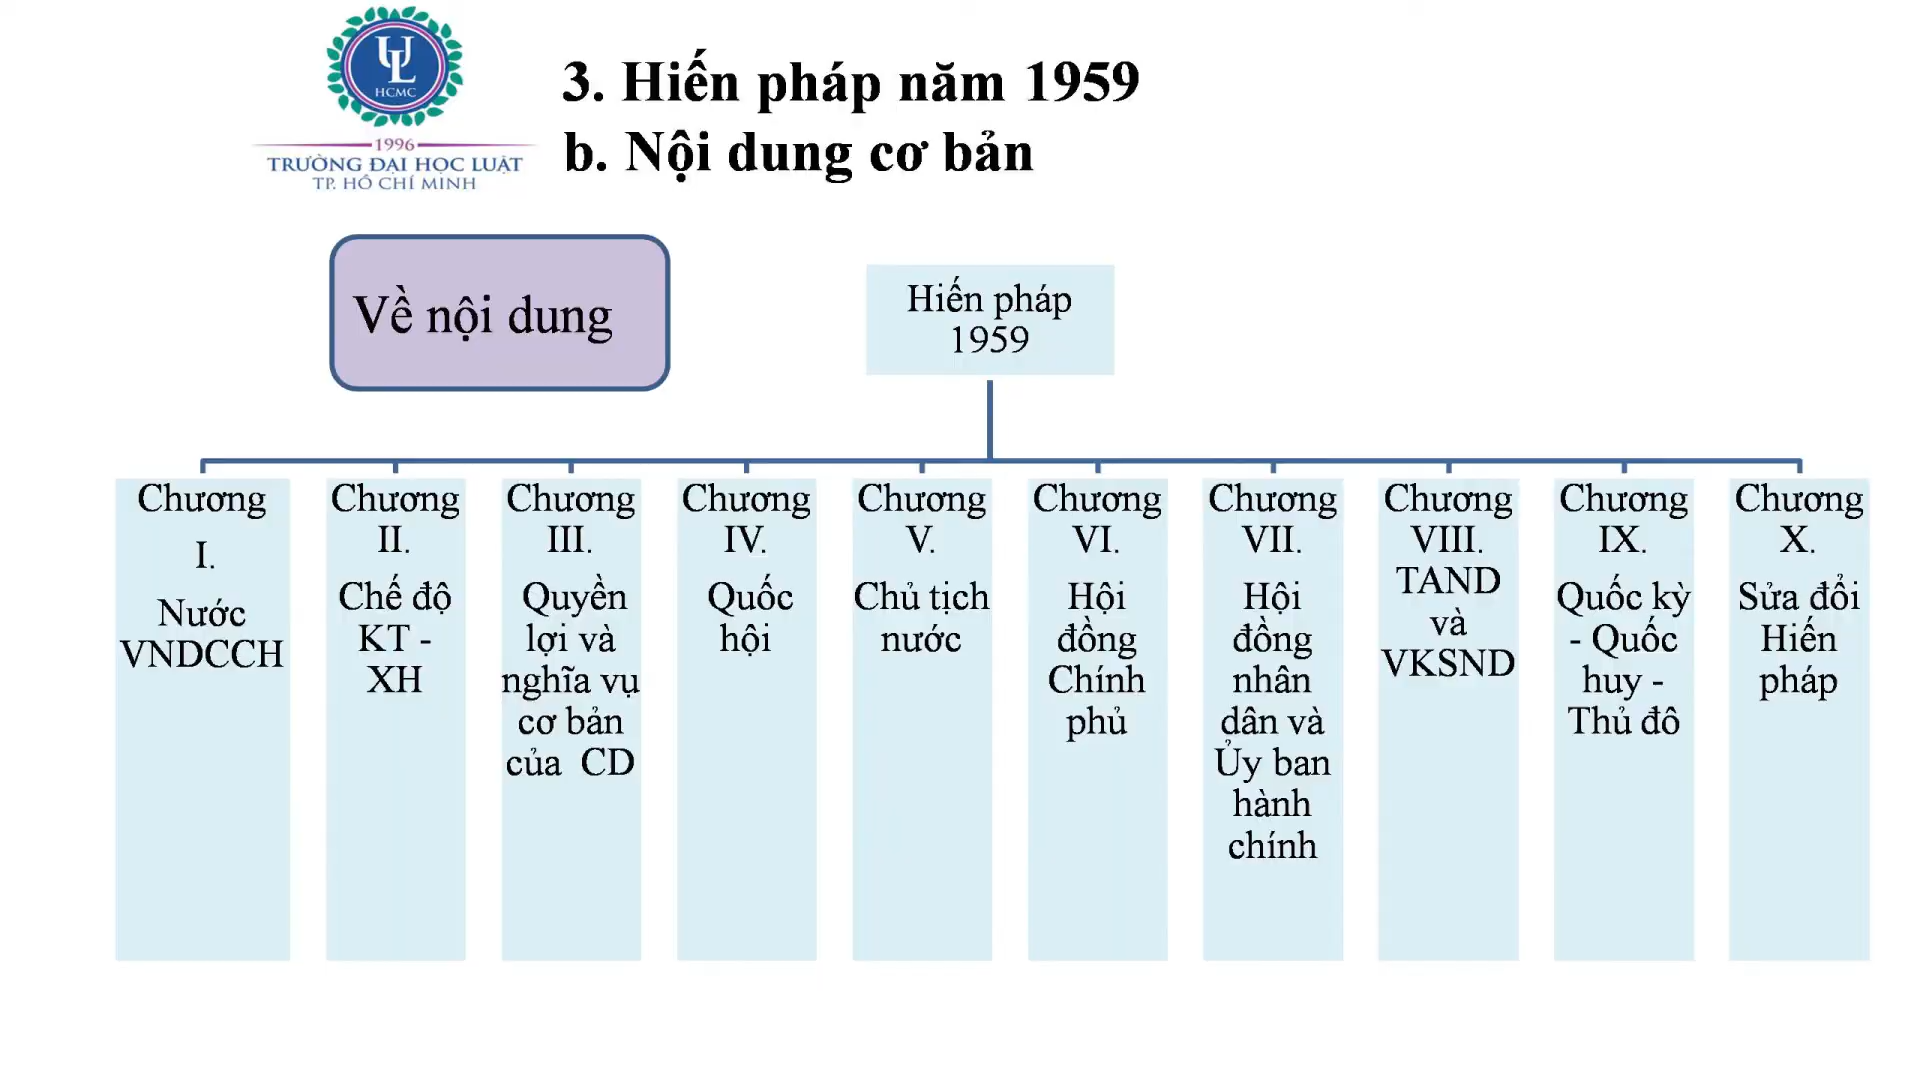 UL
HCMC
1996
TRƯỜNG ĐẠI HỌC LUẬT
TP. HỒ CHÍ MINH
3. Hiến pháp năm 1959
b. Nội dung cơ bản
Về nội dung
Hiến pháp
1959
Chương
I.
Nước
VNDCCH
Chương
II.
Chế độ
KT -
XH
Chương
III.
Quyền
lợi và
nghĩa vụ
cơ bản
của  CD
Chương
IV.
Quốc
hội
Chương
V.
Chủ tịch
nước
Chương
VI.
Hội
đồng
Chính
phủ
Chương
VII.
Hội
đồng
nhân
dân và
Ủy ban
hành
chính
Chương
VIII.
TAND
và
VKSND
Chương
IX.
Quốc kỳ
- Quốc
huy -
Thủ đô
Chương
X.
Sửa đổi
Hiến
pháp